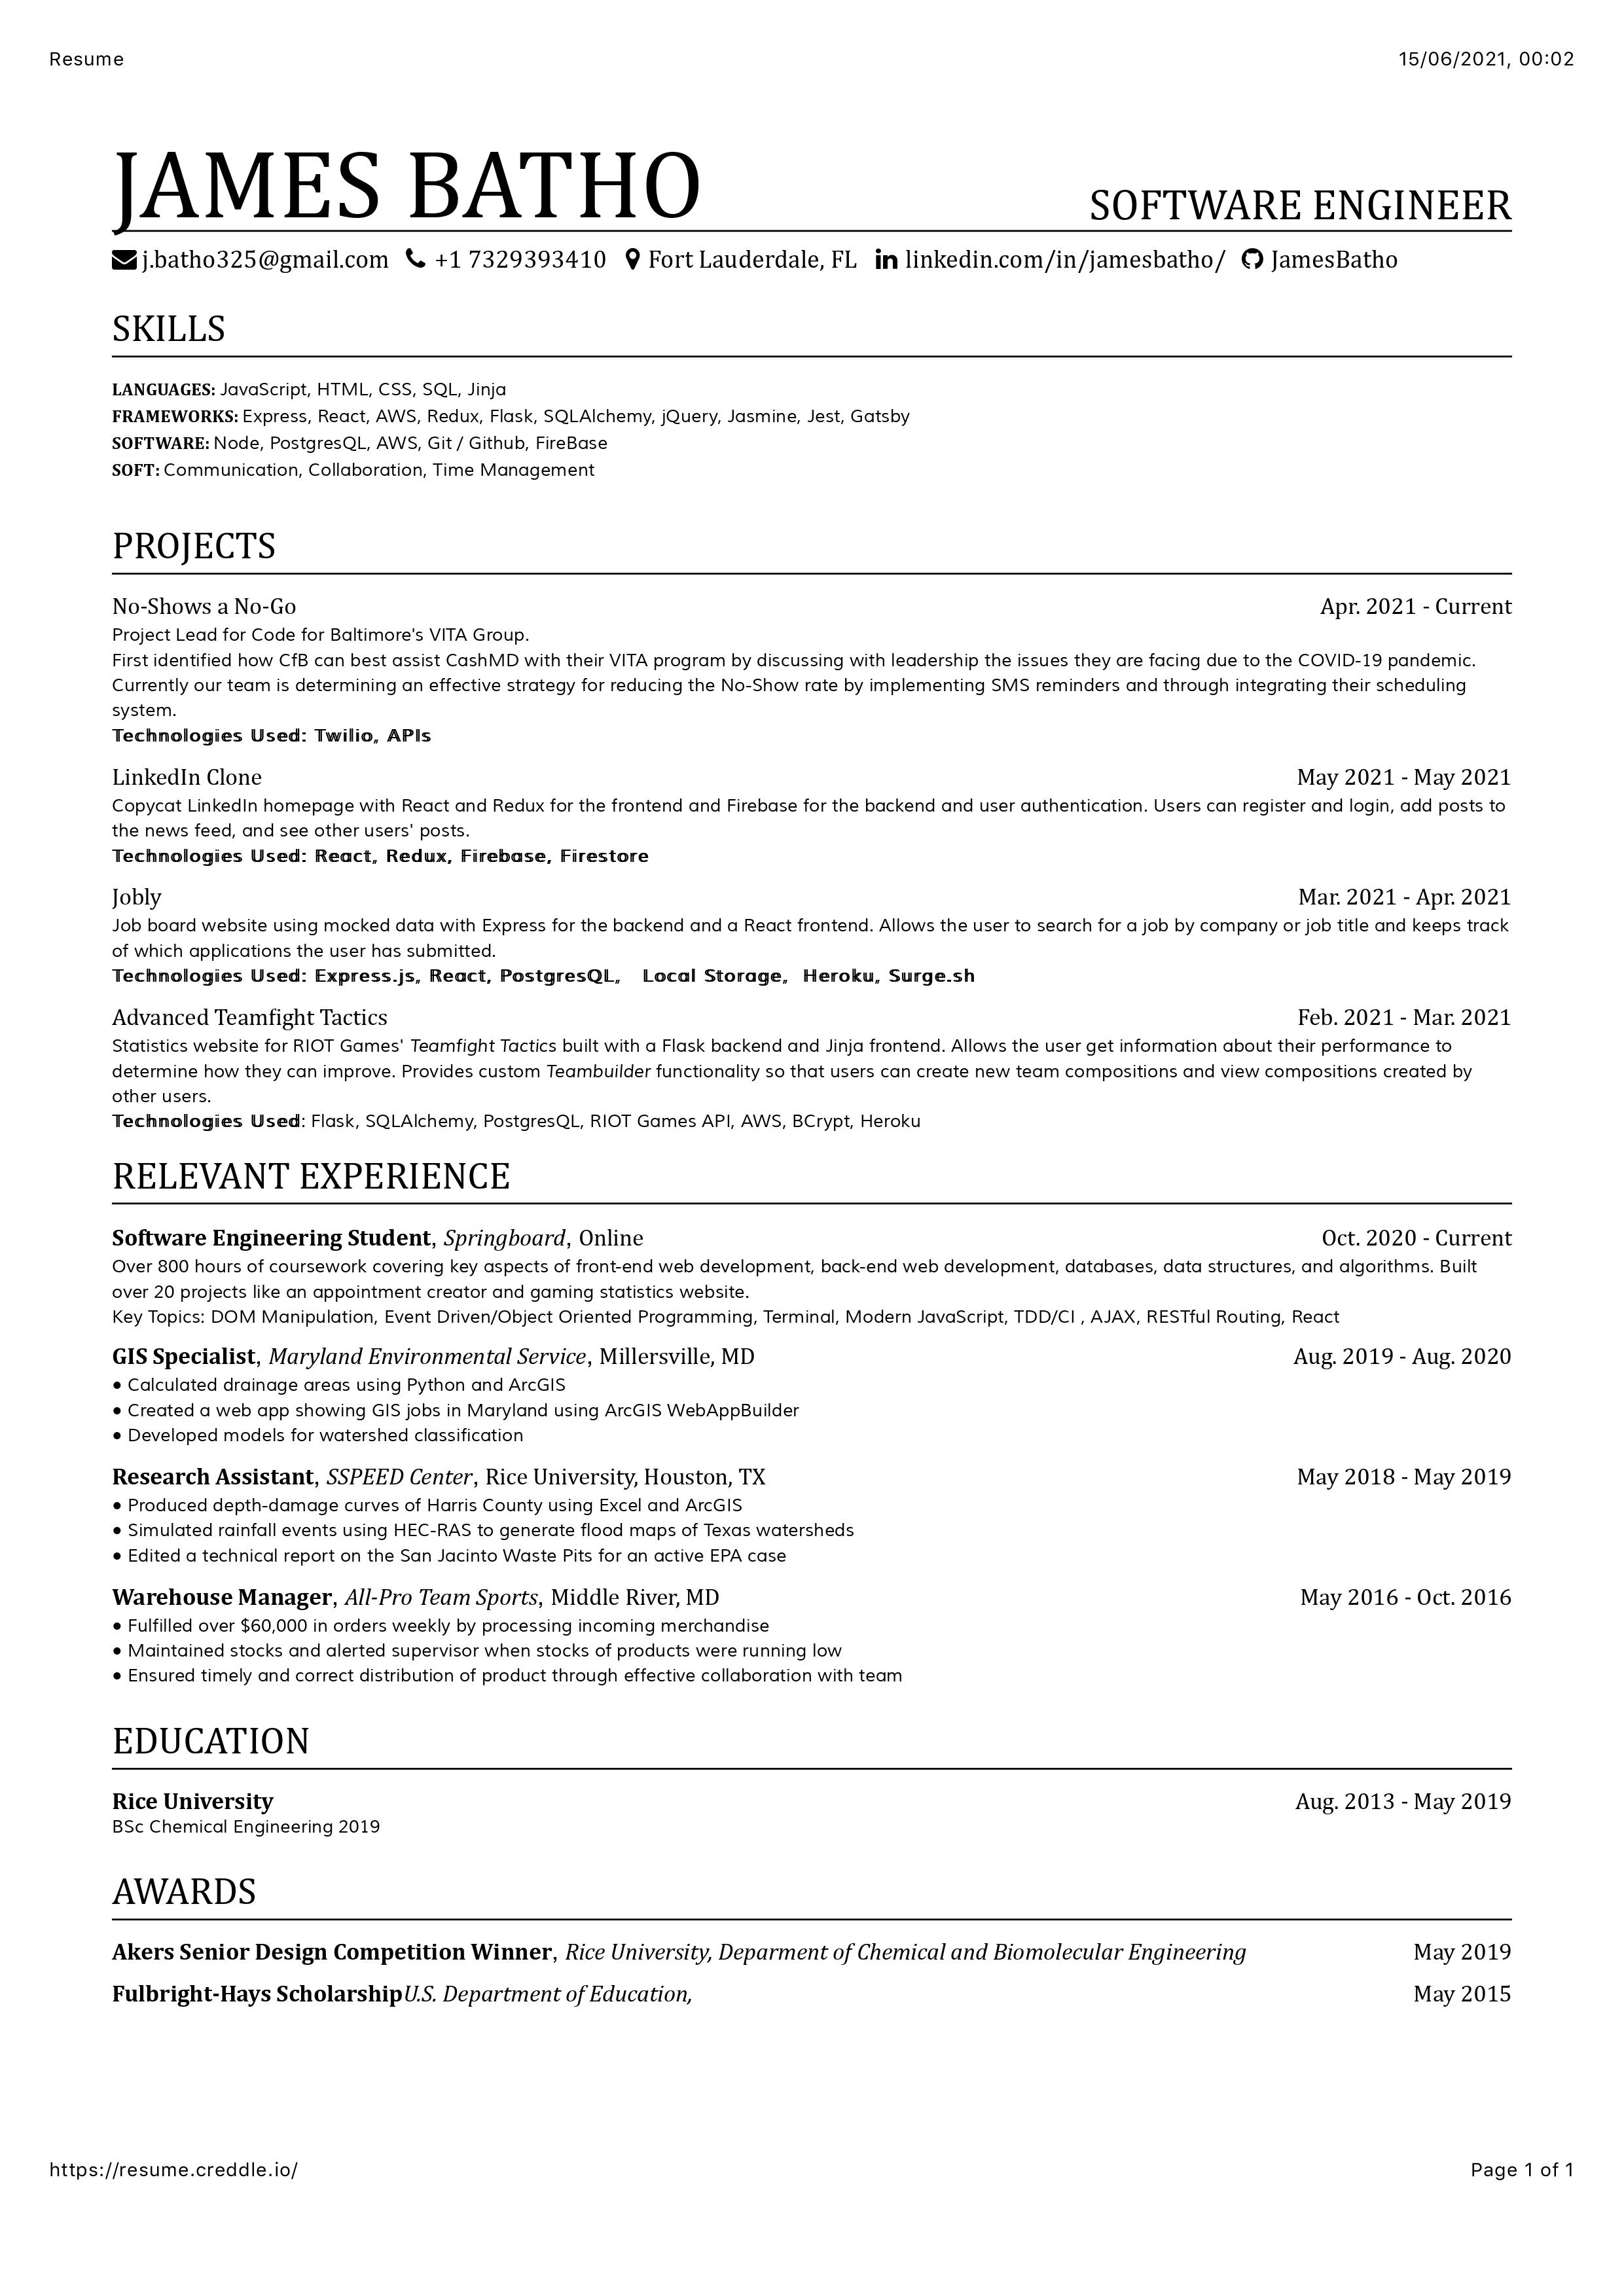 Resume 15/06/2021, 00:02
JAMES BATHO SOFTWARE ENGINEER
j.batho325@gmail.com +1 7329393410 Fort Lauderdale, FL linkedin.com/in/jamesbatho/ JamesBatho
SKILLS
LANGUAGES: JavaScript, HTML, CSS, SQL, Jinja
FRAMEWORKS: Express, React, AWS, Redux, Flask, SQLAlchemy, jQuery, Jasmine, Jest, Gatsby
SOFTWARE: Node, PostgresQL, AWS, Git / Github, FireBase
SOFT: Communication, Collaboration, Time Management
PROJECTS
No-Shows a No-Go Apr. 2021 - Current
Project Lead for Code for Baltimore's VITA Group.
First identified how CfB can best assist CashMD with their VITA program by discussing with leadership the issues they are facing due to the COVID-19 pandemic.
Currently our team is determining an effective strategy for reducing the No-Show rate by implementing SMS reminders and through integrating their scheduling
system.
Technologies Used: Twilio, APIs
LinkedIn Clone May 2021 - May 2021
Copycat LinkedIn homepage with React and Redux for the frontend and Firebase for the backend and user authentication. Users can register and login, add posts to
the news feed, and see other users' posts.
Technologies Used: React, Redux, Firebase, Firestore
Jobly Mar. 2021 - Apr. 2021
Job board website using mocked data with Express for the backend and a React frontend. Allows the user to search for a job by company or job title and keeps track
of which applications the user has submitted.
Technologies Used: Express.js, React, PostgresQL, Local Storage, Heroku, Surge.sh
Advanced Teamfight Tactics Feb. 2021 - Mar. 2021
Statistics website for RIOT Games' Teamfight Tactics built with a Flask backend and Jinja frontend. Allows the user get information about their performance to
determine how they can improve. Provides custom Teambuilder functionality so that users can create new team compositions and view compositions created by
other users.
Technologies Used: Flask, SQLAlchemy, PostgresQL, RIOT Games API, AWS, BCrypt, Heroku
RELEVANT EXPERIENCE
Software Engineering Student, Springboard, Online Oct. 2020 - Current
Over 800 hours of coursework covering key aspects of front-end web development, back-end web development, databases, data structures, and algorithms. Built
over 20 projects like an appointment creator and gaming statistics website.
Key Topics: DOM Manipulation, Event Driven/Object Oriented Programming, Terminal, Modern JavaScript, TDD/CI , AJAX, RESTful Routing, React
GIS Specialist, Maryland Environmental Service, Millersville, MD Aug. 2019 - Aug. 2020
• Calculated drainage areas using Python and ArcGIS
• Created a web app showing GIS jobs in Maryland using ArcGIS WebAppBuilder
• Developed models for watershed classification
Research Assistant, SSPEED Center, Rice University, Houston, TX May 2018 - May 2019
• Produced depth-damage curves of Harris County using Excel and ArcGIS
• Simulated rainfall events using HEC-RAS to generate flood maps of Texas watersheds
• Edited a technical report on the San Jacinto Waste Pits for an active EPA case
Warehouse Manager, All-Pro Team Sports, Middle River, MD May 2016 - Oct. 2016
• Fulfilled over $60,000 in orders weekly by processing incoming merchandise
• Maintained stocks and alerted supervisor when stocks of products were running low
• Ensured timely and correct distribution of product through effective collaboration with team
EDUCATION
Rice University Aug. 2013 - May 2019
BSc Chemical Engineering 2019
AWARDS
Akers Senior Design Competition Winner, Rice University, Deparment of Chemical and Biomolecular Engineering May 2019
Fulbright-Hays ScholarshipU.S. Department of Education, May 2015
https://resume.creddle.io/ Page 1 of 1